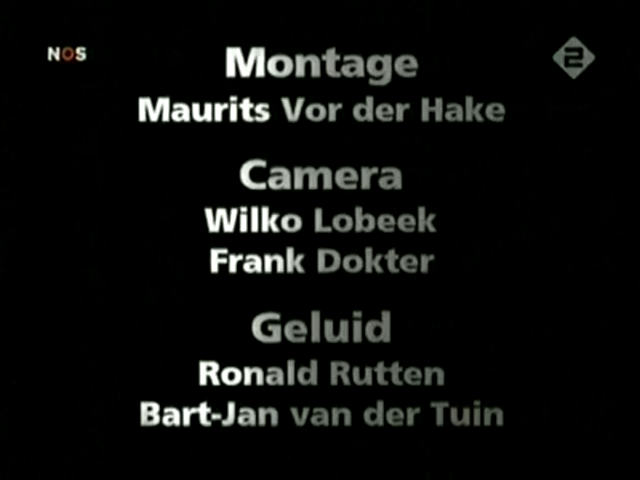 NOS
2
Montage
Maurits Vor der Hake
Camera
Wilko Lobeek
Frank Dokter
Geluid
Ronald Rutten
Bart-Jan van der Tuin